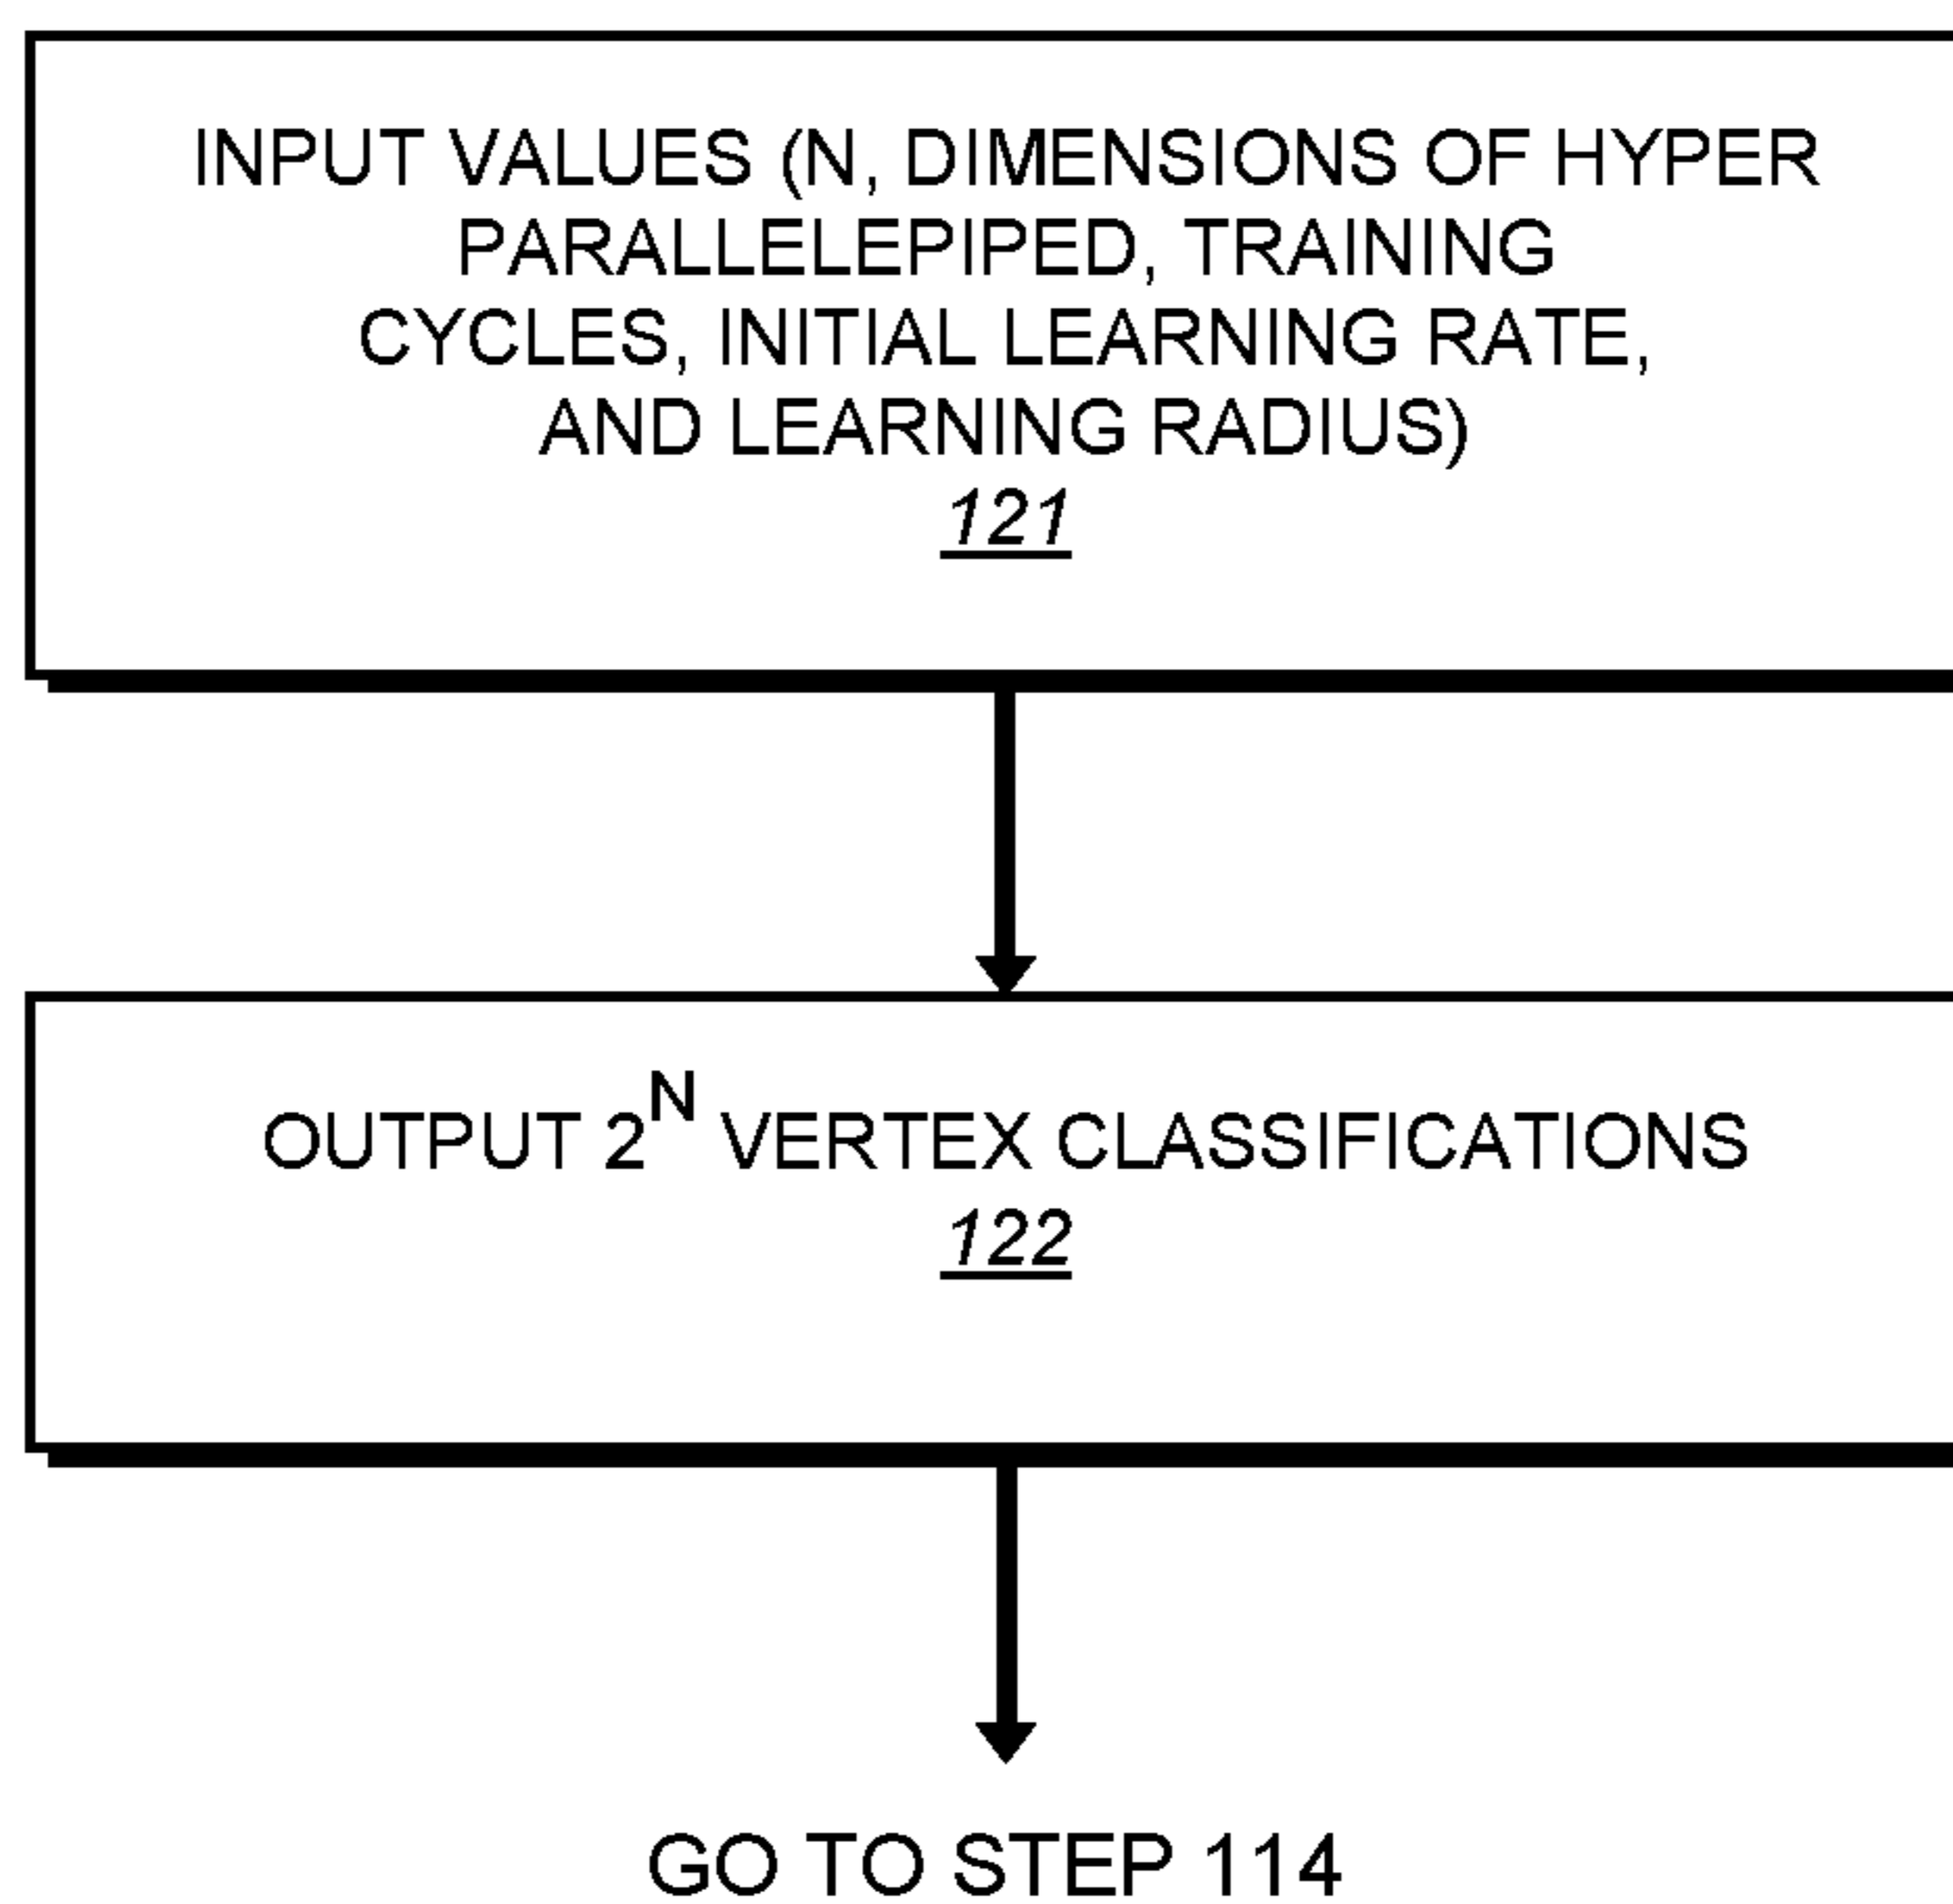 INPUT VALUES (N, DIMENSIONS OF HYPER
PARALLELEPIPED, TRAINING
CYCLES, INITIAL LEARNING RATE,
AND LEARNING RADIUS)
121
OUTPUT 2^N VERTEX CLASSIFICATIONS
122
GO TO STEP 114